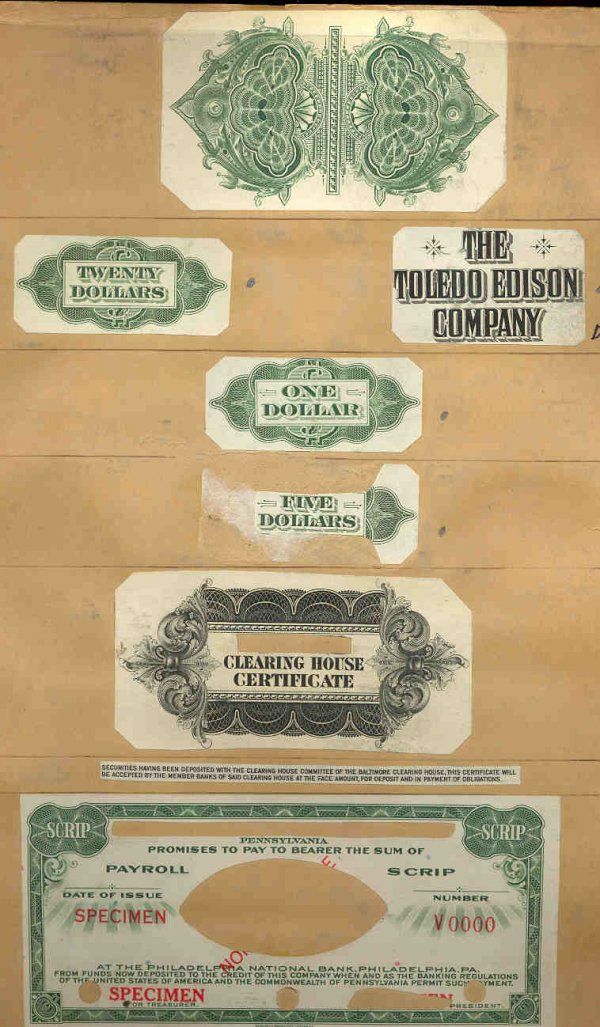 TWENTY
DOLLARS
THE
TOLEDO EDISON
COMPANY
ONE
DOLLAR
FIVE
DOLLARS
CLEARING HOUSE
CERTIFICATE
SECURITIES HAVING BEEN DEPOSITED WITH THE CLEARING HOUSE COMMITTEE OF THE BALTIMORE CLEARING HOUSE, THIS CERTIFICATE WILL
BE ACCEPTED BY THE MEMBER BANKS OF SAID CLEARING HOUSE AT THE FACE AMOUNT, FOR DEPOSIT AND IN PAYMENT OF OBLIGATIONS.
SCRIP SCRIP
PENNSYLVANIA
PROMISES TO PAY TO BEARER THE SUM OF
PAYROLL SCRIP
DATE OF ISSUE NUMBER
SPECIMEN V0000
AT THE PHILADELPHIA NATIONAL BANK, PHILADELPHIA, PA.
FROM FUNDS NOW DEPOSITED TO THE CREDIT OF THIS COMPANY WHEN AND AS THE BANKING REGULATIONS
OF THE UNITED STATES OF AMERICA AND THE COMMONWEALTH OF PENNSYLVANIA PERMIT SUCH PAYMENT.
SPECIMEN
FOR TREASURER. PRESIDENT.